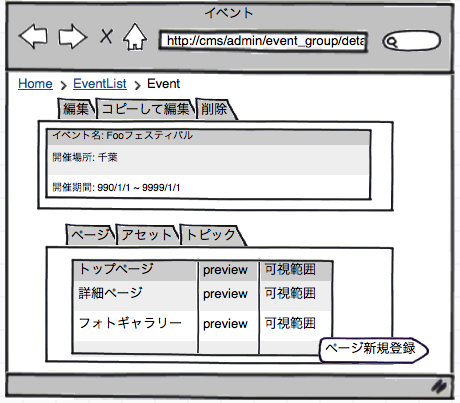 イベント
http://cms/admin/event_group/deta
Home > EventList > Event
編集 コピーして編集 削除
イベント名: Fooフェスティバル
開催場所: 千葉
開催期間: 990/1/1 ~ 9999/1/1
ページ アセット トピック
トップページ preview 可視範囲
詳細ページ preview 可視範囲
フォトギャラリー preview 可視範囲
ページ新規登録